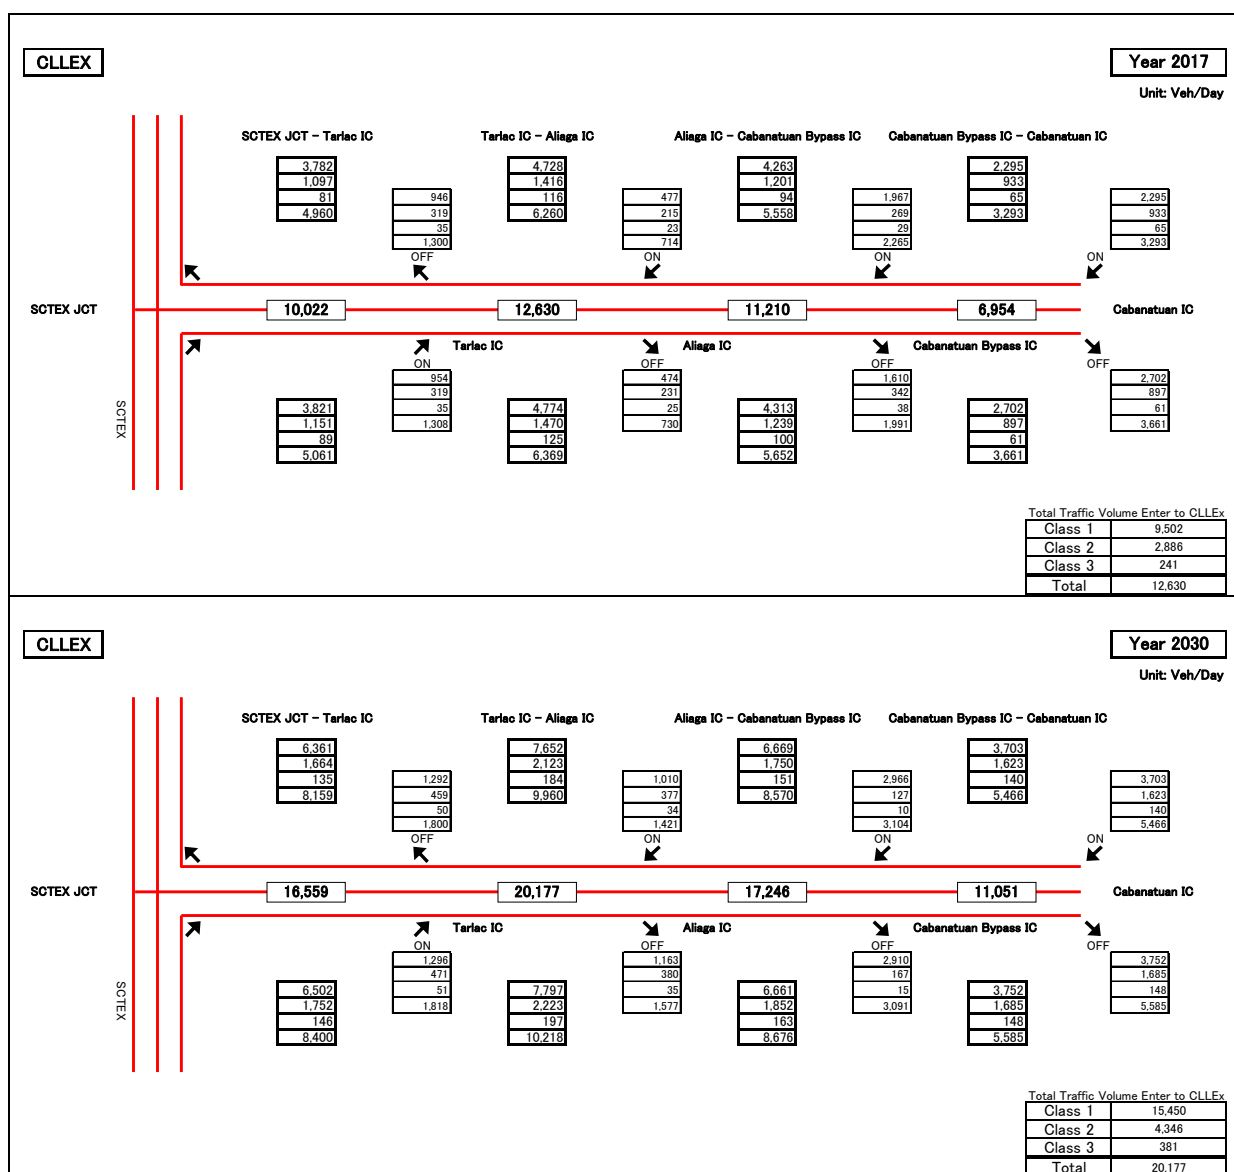 CLLEX
Year 2017
Unit: Veh/Day
SCTEX JCT - Tarlac IC Tarlac IC - Aliaga IC Aliaga IC - Cabanatuan Bypass IC Cabanatuan Bypass IC - Cabanatuan IC
3,782 4,728 4,263 2,295
1,097 1,416 1,201 933
81 116 94 65
4,960 6,260 5,558 3,293
946 477 1,967 2,295
319 215 269 933
35 23 29 65
1,300 714 2,265 3,293
OFF ON ON ON
SCTEX JCT 10,022 12,630 11,210 6,954 Cabanatuan IC
Tarlac IC Aliaga IC Cabanatuan Bypass IC
ON OFF OFF OFF
954 474 1,610 2,702
319 231 342 897
35 25 38 61
1,308 730 1,991 3,661
SCTEX
3,821 4,774 4,313 2,702
1,151 1,470 1,239 897
89 125 100 61
5,061 6,369 5,652 3,661
Total Traffic Volume Enter to CLLEx
Class 1 9,502
Class 2 2,886
Class 3 241
Total 12,630
CLLEX
Year 2030
Unit: Veh/Day
SCTEX JCT - Tarlac IC Tarlac IC - Aliaga IC Aliaga IC - Cabanatuan Bypass IC Cabanatuan Bypass IC - Cabanatuan IC
6,361 7,652 6,669 3,703
1,664 2,123 1,750 1,623
135 184 151 140
8,159 9,960 8,570 5,466
1,292 1,010 2,966 3,703
459 377 127 1,623
50 34 10 140
1,800 1,421 3,104 5,466
OFF ON ON ON
SCTEX JCT 16,559 20,177 17,246 11,051 Cabanatuan IC
Tarlac IC Aliaga IC Cabanatuan Bypass IC
ON OFF OFF OFF
1,296 1,163 2,910 3,752
471 380 167 1,685
51 35 15 148
1,818 1,577 3,091 5,585
SCTEX
6,502 7,797 6,661 3,752
1,752 2,223 1,852 1,685
146 197 163 148
8,400 10,218 8,676 5,585
Total Traffic Volume Enter to CLLEx
Class 1 15,450
Class 2 4,346
Class 3 381
Total 20,177